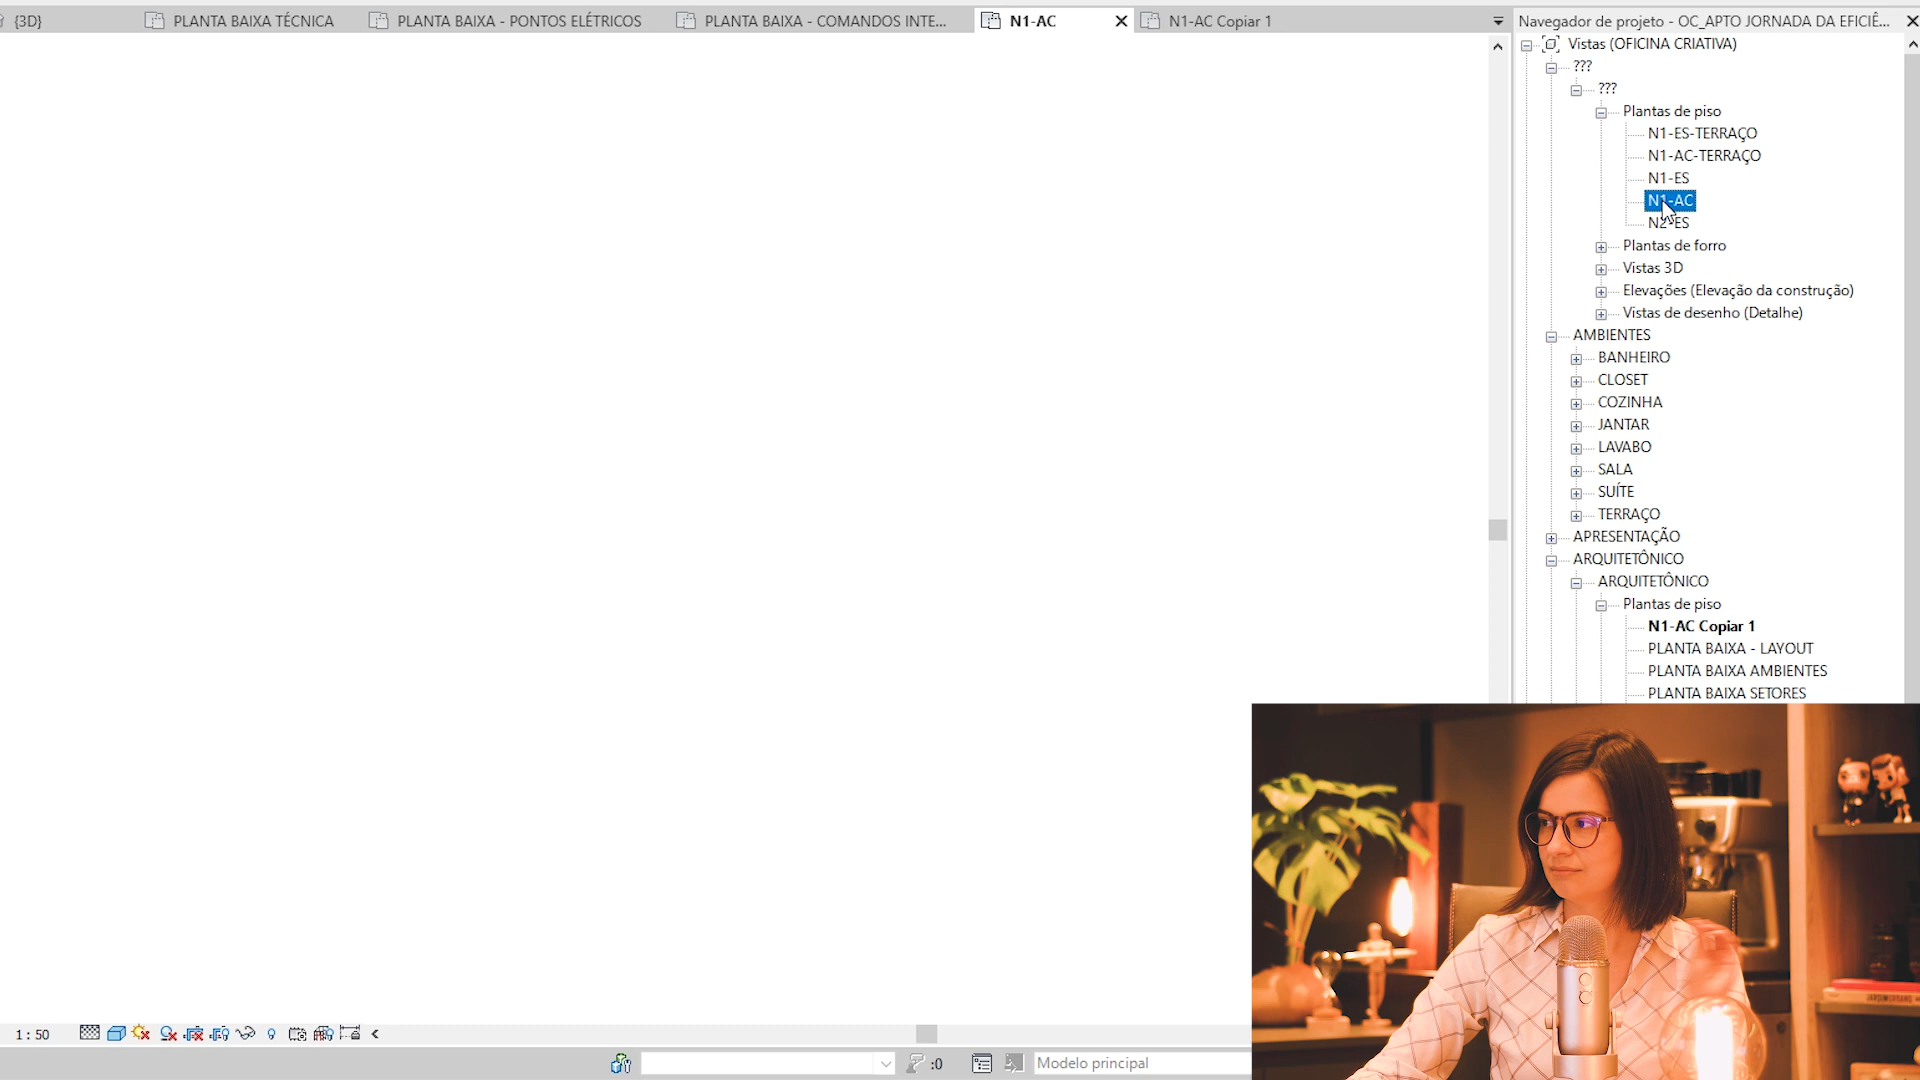 {3D}
PLANTA BAIXA TÉCNICA
PLANTA BAIXA - PONTOS ELÉTRICOS
PLANTA BAIXA - COMANDOS INTE...
N1-AC
N1-AC Copiar 1
Navegador de projeto - OC_APTO JORNADA DA EFICIÊ...
Vistas (OFICINA CRIATIVA)
???
???
Plantas de piso
N1-ES-TERRAÇO
N1-AC-TERRAÇO
N1-ES
N1-AC
N2-ES
Plantas de forro
Vistas 3D
Elevações (Elevação da construção)
Vistas de desenho (Detalhe)
AMBIENTES
BANHEIRO
CLOSET
COZINHA
JANTAR
LAVABO
SALA
SUÍTE
TERRAÇO
APRESENTAÇÃO
ARQUITETÔNICO
ARQUITETÔNICO
Plantas de piso
N1-AC Copiar 1
PLANTA BAIXA - LAYOUT
PLANTA BAIXA AMBIENTES
PLANTA BAIXA SETORES
1 : 50
:0
Modelo principal